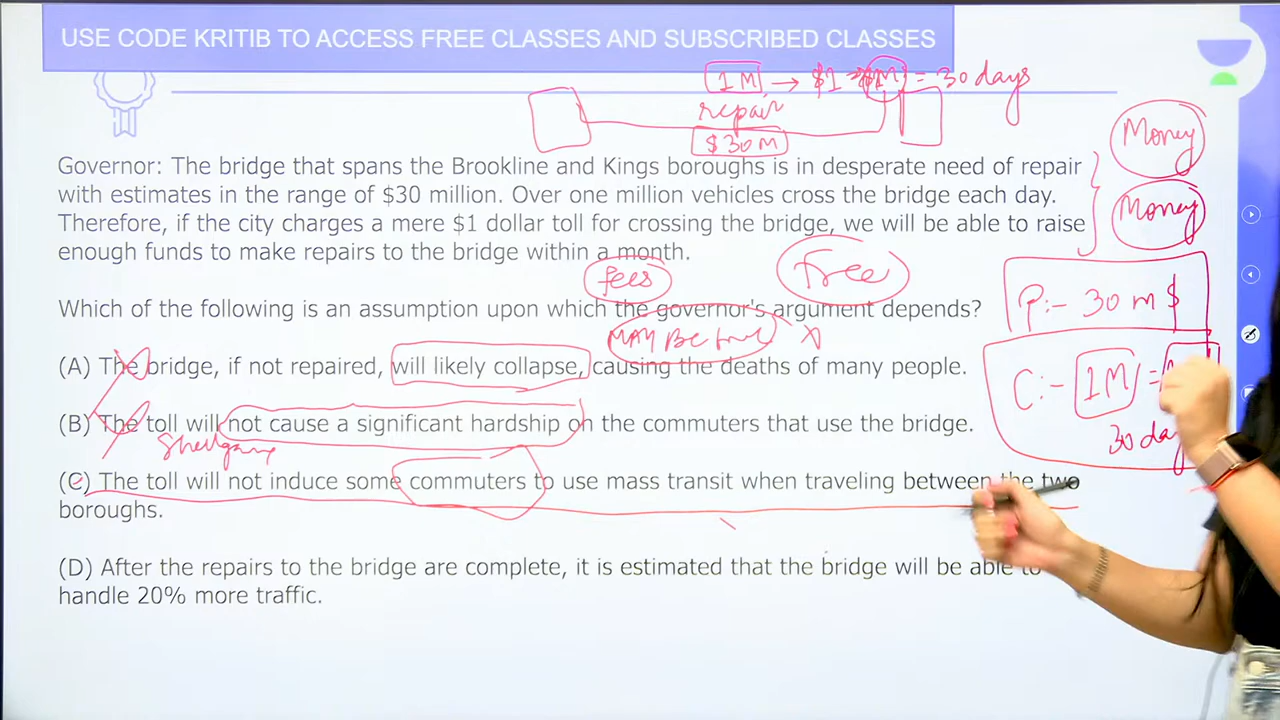 USE CODE KRITIB TO ACCESS FREE CLASSES AND SUBSCRIBED CLASSES
1M → $1 → $1M = 30 days
repair
$30M
Money
Money
Governor: The bridge that spans the Brookline and Kings boroughs is in desperate need of repair
with estimates in the range of $30 million. Over one million vehicles cross the bridge each day.
Therefore, if the city charges a mere $1 dollar toll for crossing the bridge, we will be able to raise
enough funds to make repairs to the bridge within a month.
fees
Free
P:- 30 m $
Which of the following is an assumption upon which the governor's argument depends?
MAY Be true X
(A) The bridge, if not repaired, will likely collapse, causing the deaths of many people.
C:- 1M =
30 day
(B) The toll will not cause a significant hardship on the commuters that use the bridge.
(C) The toll will not induce some commuters to use mass transit when traveling between the two
boroughs.
(D) After the repairs to the bridge are complete, it is estimated that the bridge will be able to
handle 20% more traffic.